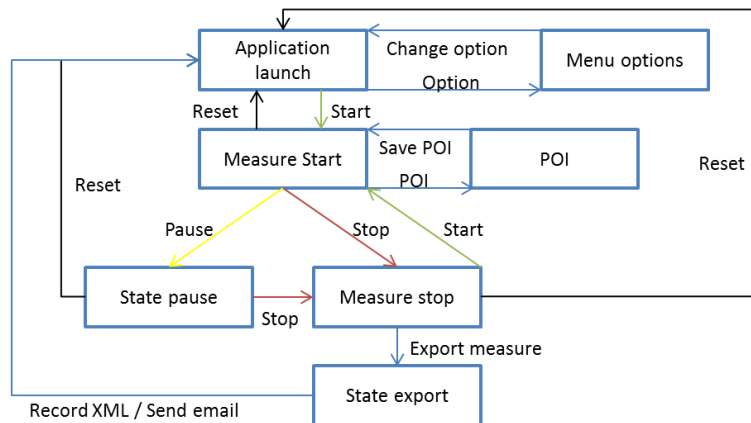 Application
launch
Change option
Option
Menu options
Reset
Start
Measure Start
Save POI
POI
POI
Reset
Reset
Pause
Stop
Start
State pause
Stop
Measure stop
Export measure
State export
Record XML / Send email